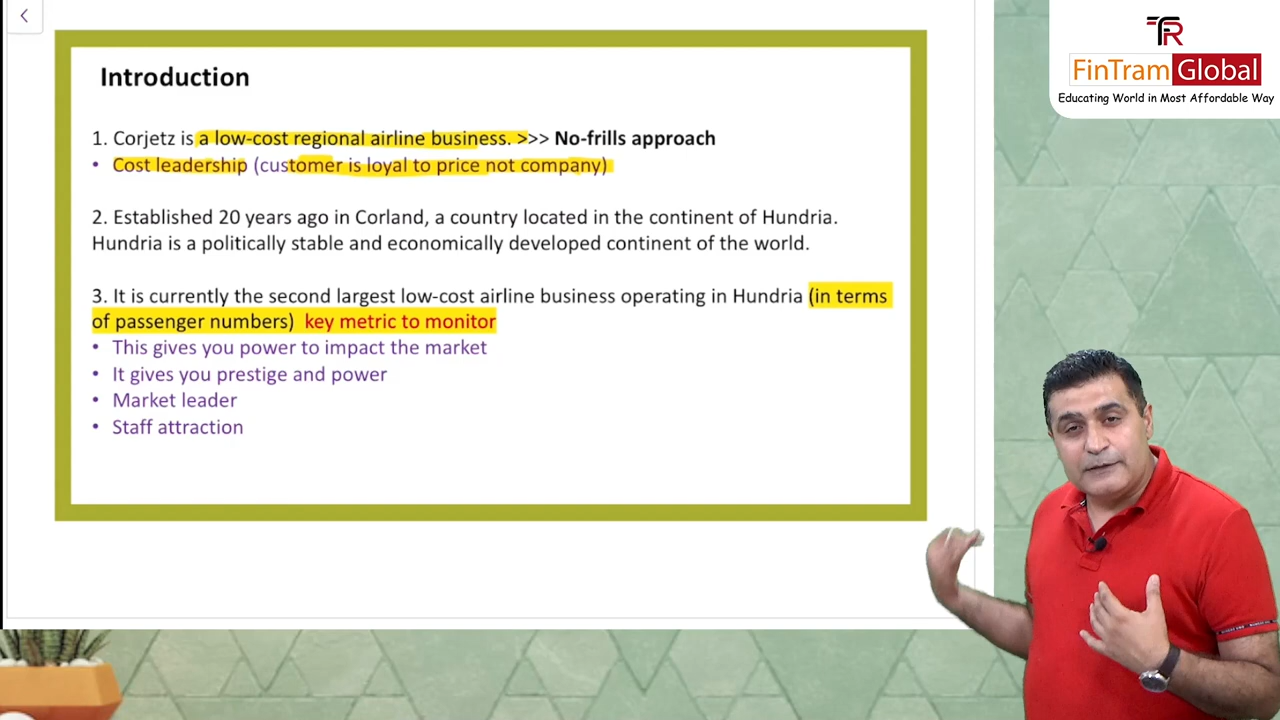 Introduction
1. Corjetz is a low-cost regional airline business. >>> No-frills approach
• Cost leadership (customer is loyal to price not company)
2. Established 20 years ago in Corland, a country located in the continent of Hundria.
Hundria is a politically stable and economically developed continent of the world.
3. It is currently the second largest low-cost airline business operating in Hundria (in terms
of passenger numbers) key metric to monitor
• This gives you power to impact the market
• It gives you prestige and power
• Market leader
• Staff attraction
TR
FinTram Global
Educating World in Most Affordable Way